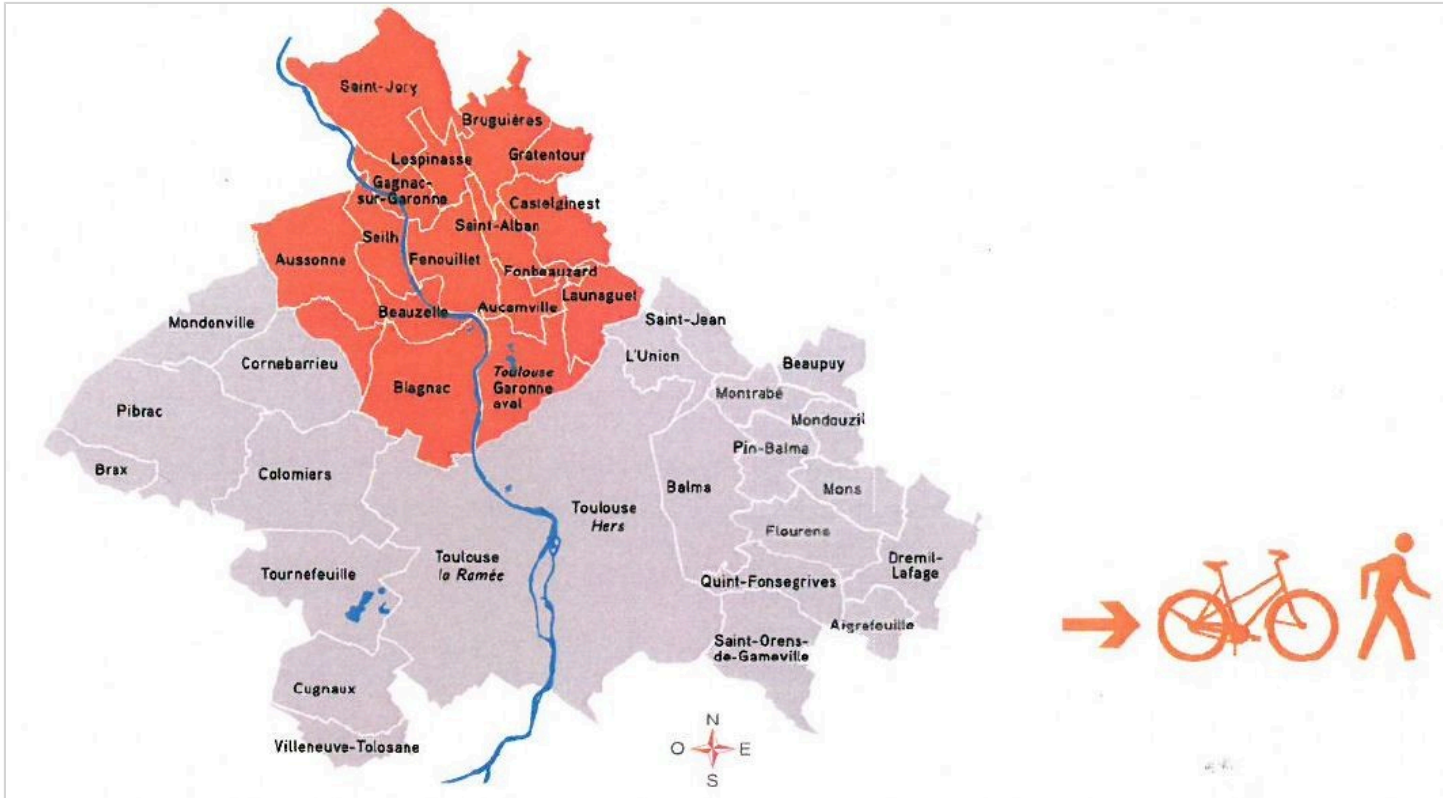 Saint-Jory
Bruguières
Lespinasse
Gratentour
Gagnac-
sur-Garonne
Castelginest
Saint-Alban
Seilh
Aussonne
Fenouillet
Fonbeauzard
Launaguet
Beauzelle
Aucamville
Mondonville
Saint-Jean
Cornebarrieu
L'Union
Beaupuy
Toulouse
Garonne
aval
Blagnac
Montrabé
Pibrac
Mondouzil
Pin-Balma
Brax
Colomiers
Balma
Mons
Toulouse
Hers
Flourens
Toulouse
la Ramée
Dremil-
Lafage
Tournefeuille
Quint-Fonsegrives
Aigrefeuille
Saint-Orens-
de-Gameville
Cugnaux
Villeneuve-Tolosane
N
O E
S